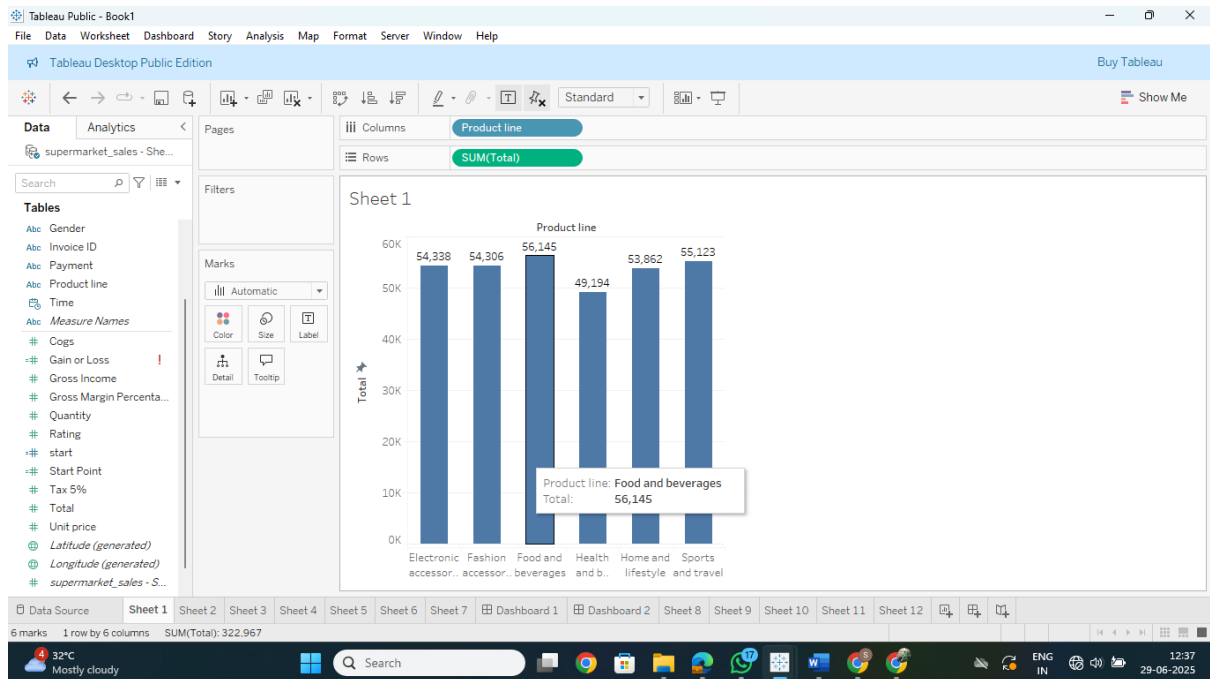 Tableau Public - Book1
File Data Worksheet Dashboard Story Analysis Map Format Server Window Help
Tableau Desktop Public Edition Buy Tableau
Standard Show Me
Data Analytics Pages Columns Product line
supermarket_sales - She...
Rows SUM(Total)
Search
Filters
Sheet 1
Tables
Abc Gender
Abc Invoice ID
Abc Payment
Abc Product line
Time
Abc Measure Names
# Cogs
=# Gain or Loss !
# Gross Income
# Gross Margin Percenta...
# Quantity
# Rating
=# start
=# Start Point
# Tax 5%
# Total
# Unit price
Latitude (generated)
Longitude (generated)
# supermarket_sales - S...
Marks
Automatic
Color Size Label
Detail Tooltip
Product line
60K
50K
40K
30K
20K
10K
0K
Total
54,338 54,306 56,145 49,194 53,862 55,123
Product line: Food and beverages
Total: 56,145
Electronic Fashion Food and Health Home and Sports
accessor.. accessor.. beverages and b.. lifestyle and travel
Data Source Sheet 1 Sheet 2 Sheet 3 Sheet 4 Sheet 5 Sheet 6 Sheet 7 Dashboard 1 Dashboard 2 Sheet 8 Sheet 9 Sheet 10 Sheet 11 Sheet 12
6 marks 1 row by 6 columns SUM(Total): 322,967
4 32°C
Mostly cloudy
Search
17
S
ENG
IN
12:37
29-06-2025